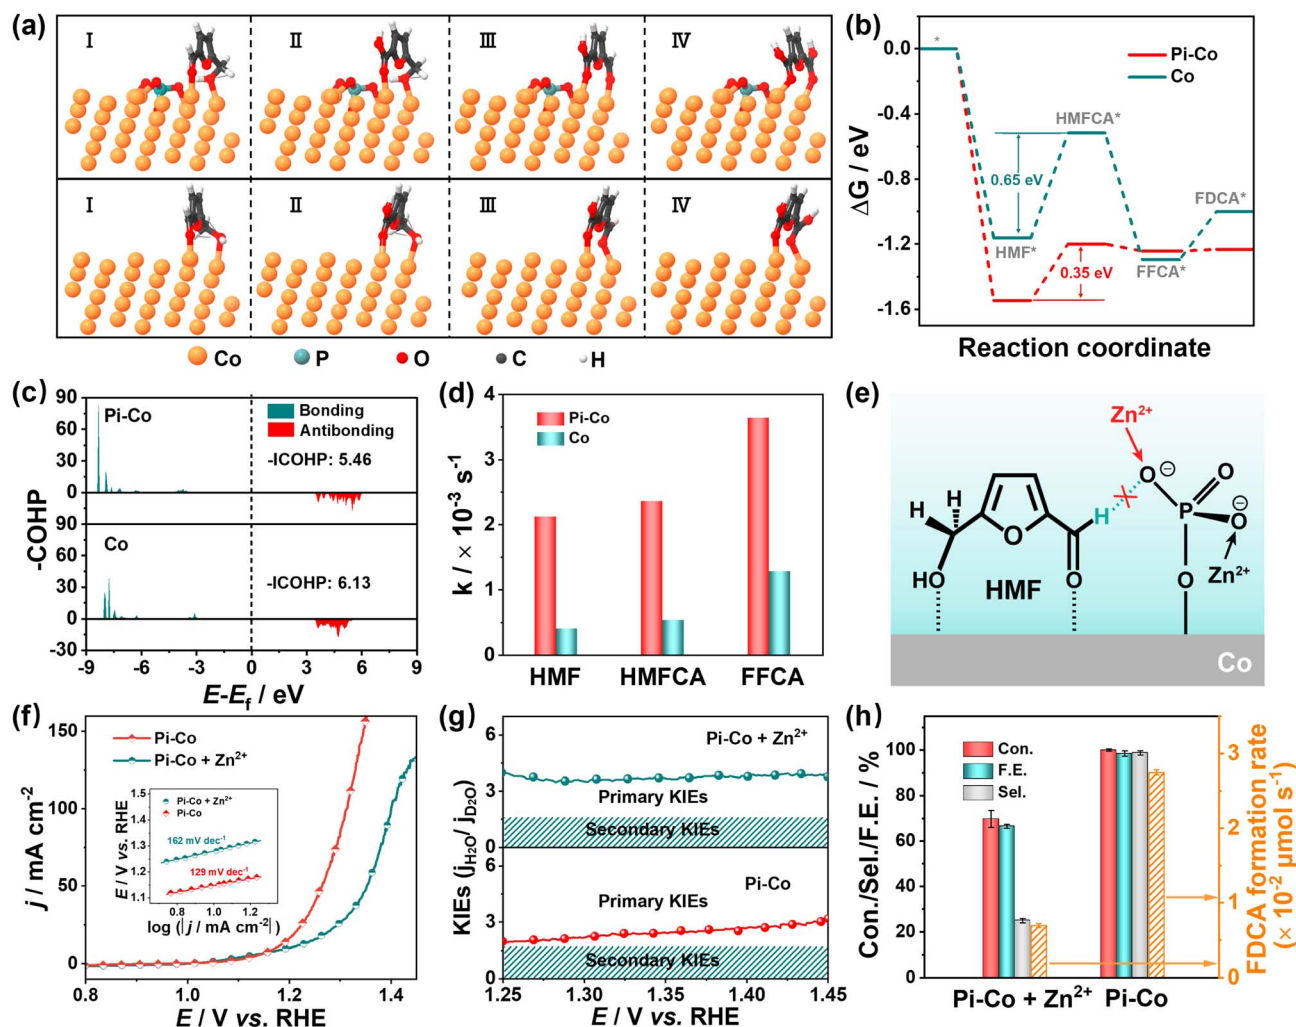 (a)
I
II
III
IV
I
II
III
IV
Co
P
O
C
H
(b)
ΔG / eV
0.0
-0.4
-0.8
-1.2
-1.6
*
Pi-Co
Co
HMFCA*
0.65 eV
HMF*
0.35 eV
FFCA*
FDCA*
Reaction coordinate
(c)
-COHP
90
60
30
0
90
60
30
0
-30
Pi-Co
Bonding
Antibonding
-ICOHP: 5.46
Co
-ICOHP: 6.13
-9 -6 -3 0 3 6 9
E-Ef / eV
(d)
k / × 10⁻³ s⁻¹
4
3
2
1
0
Pi-Co
Co
HMF HMFCA FFCA
(e)
Zn²⁺
O ⊖
O
H
H
H
P
⊖
O
O
Zn²⁺
HO
HMF
O
O
Co
(f)
j / mA cm⁻²
150
100
50
0
Pi-Co
Pi-Co + Zn²⁺
E / V vs. RHE
1.5
1.4
1.3
1.2
1.1
Pi-Co + Zn²⁺
Pi-Co
162 mV dec⁻¹
129 mV dec⁻¹
0.8 1.0 1.2
log (|j / mA cm⁻²|)
0.8 1.0 1.2 1.4
E / V vs. RHE
(g)
KIEs (jH₂O/ jD₂O)
6
3
0
6
3
0
Pi-Co + Zn²⁺
Primary KIEs
Secondary KIEs
Pi-Co
Primary KIEs
Secondary KIEs
1.25 1.30 1.35 1.40 1.45
E / V vs. RHE
(h)
Con./Sel./F.E. / %
100
80
60
40
20
0
Con.
F.E.
Sel.
3
2
1
0
FDCA formation rate
(× 10⁻² μmol s⁻¹)
Pi-Co + Zn²⁺ Pi-Co